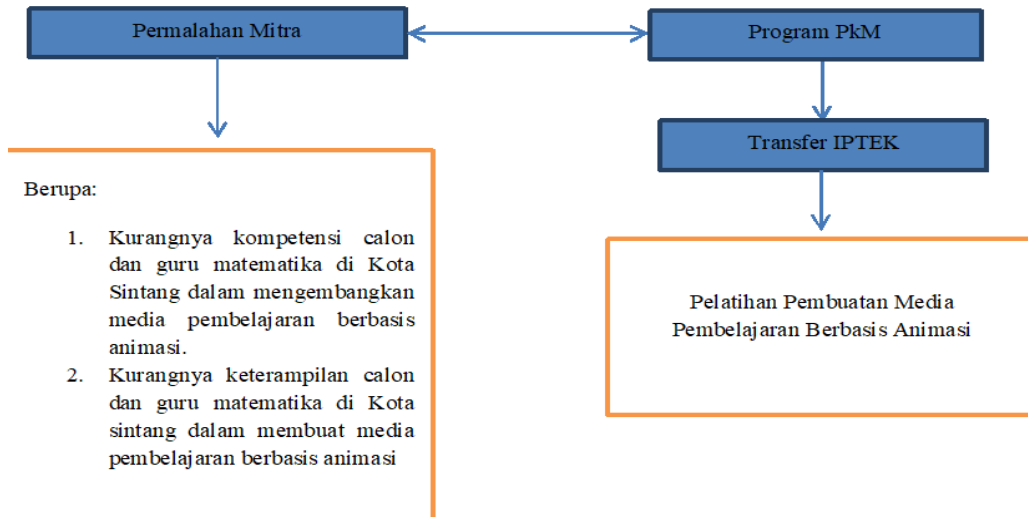 Permalahan Mitra
Program PkM
Transfer IPTEK
Berupa:
1. Kurangnya kompetensi calon
dan guru matematika di Kota
Sintang dalam mengembangkan
media pembelajaran berbasis
animasi.
2. Kurangnya keterampilan calon
dan guru matematika di Kota
sintang dalam membuat media
pembelajaran berbasis animasi
Pelatihan Pembuatan Media
Pembelajaran Berbasis Animasi